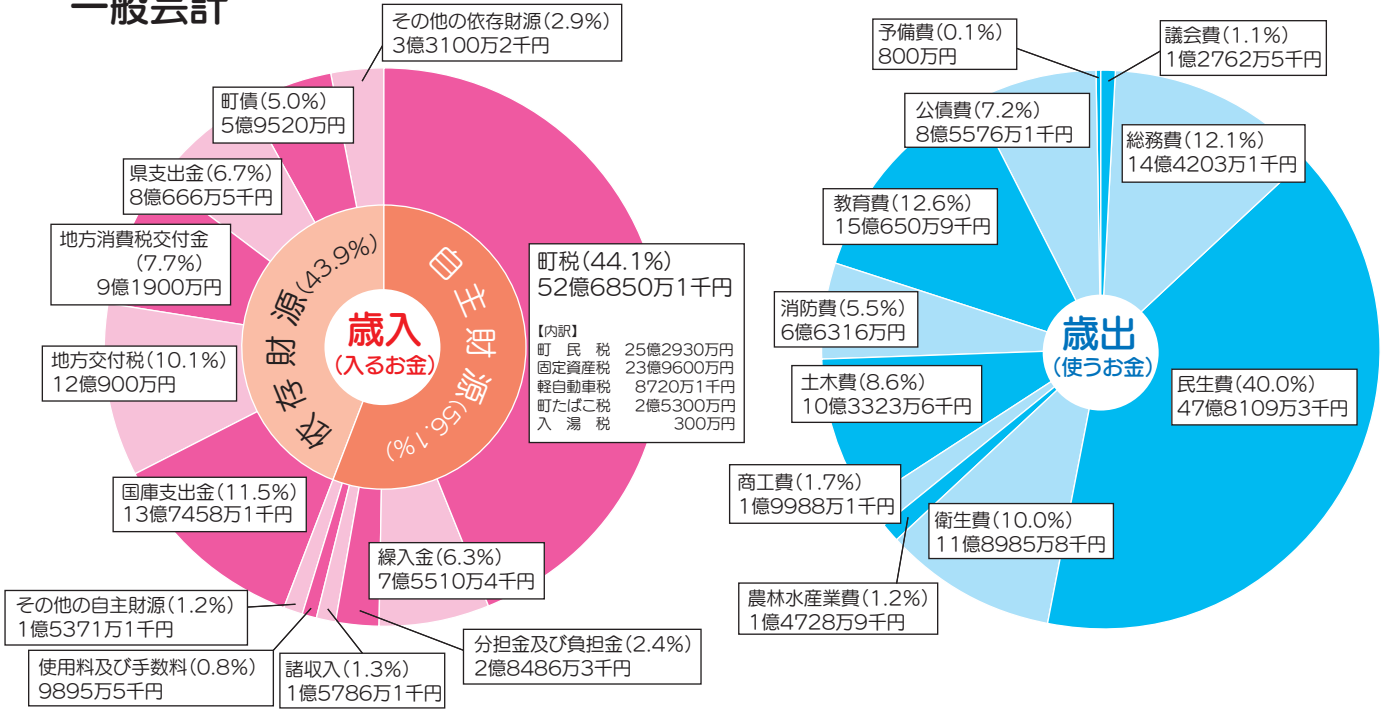 一般会計
その他の依存財源(2.9%)
3億3100万2千円
町債(5.0%)
5億9520万円
県支出金(6.7%)
8億666万5千円
地方消費税交付金
(7.7%)
9億1900万円
地方交付税(10.1%)
12億900万円
国庫支出金(11.5%)
13億7458万1千円
その他の自主財源(1.2%)
1億5371万1千円
使用料及び手数料(0.8%)
9895万5千円
諸収入(1.3%)
1億5786万1千円
分担金及び負担金(2.4%)
2億8486万3千円
繰入金(6.3%)
7億5510万4千円
町税(44.1%)
52億6850万1千円
【内訳】
町民税 25億2930万円
固定資産税 23億9600万円
軽自動車税 8720万1千円
町たばこ税 2億5300万円
入湯税 300万円
依存財源(43.9%)
自主財源(56.1%)
歳入
(入るお金)
予備費(0.1%)
800万円
議会費(1.1%)
1億2762万5千円
公債費(7.2%)
8億5576万1千円
総務費(12.1%)
14億4203万1千円
教育費(12.6%)
15億650万9千円
消防費(5.5%)
6億6316万円
土木費(8.6%)
10億3323万6千円
商工費(1.7%)
1億9988万1千円
農林水産業費(1.2%)
1億4728万9千円
衛生費(10.0%)
11億8985万8千円
民生費(40.0%)
47億8109万3千円
歳出
(使うお金)